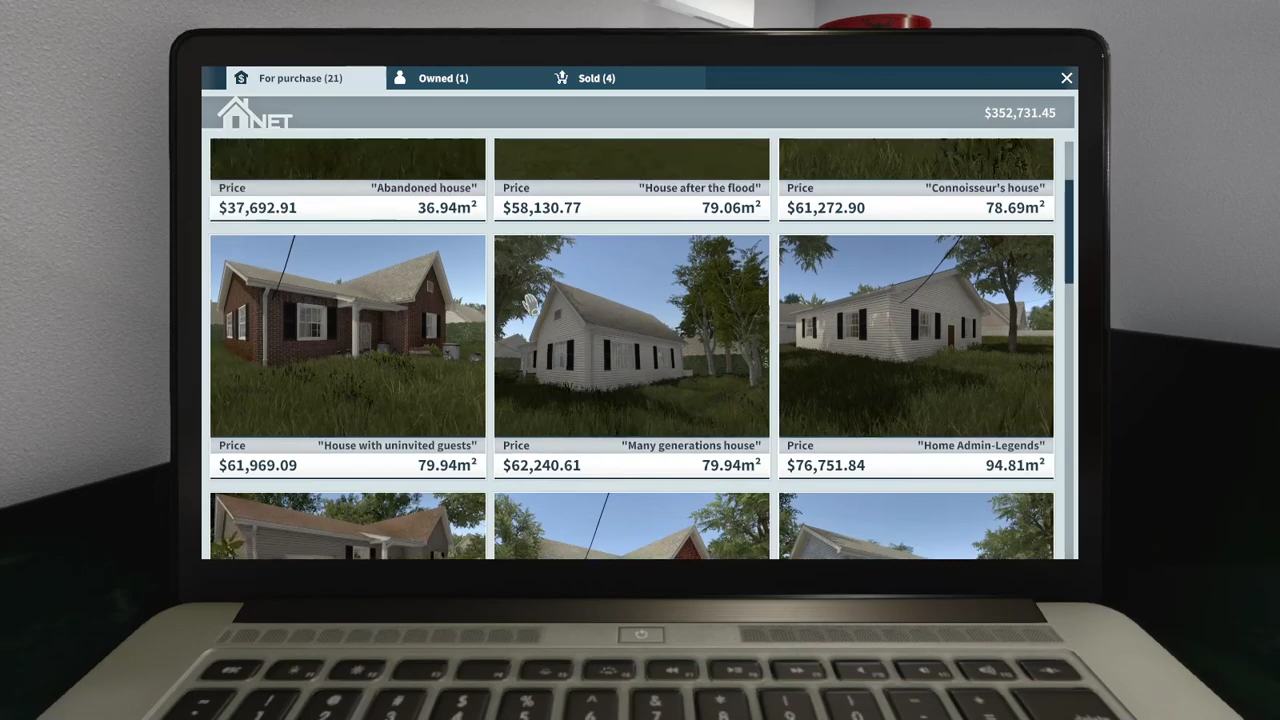 For purchase (21)
Owned (1)
Sold (4)
NET
$352,731.45
Price "Abandoned house"
$37,692.91 36.94m²
Price "House after the flood"
$58,130.77 79.06m²
Price "Connoisseur's house"
$61,272.90 78.69m²
Price "House with uninvited guests"
$61,969.09 79.94m²
Price "Many generations house"
$62,240.61 79.94m²
Price "Home Admin-Legends"
$76,751.84 94.81m²